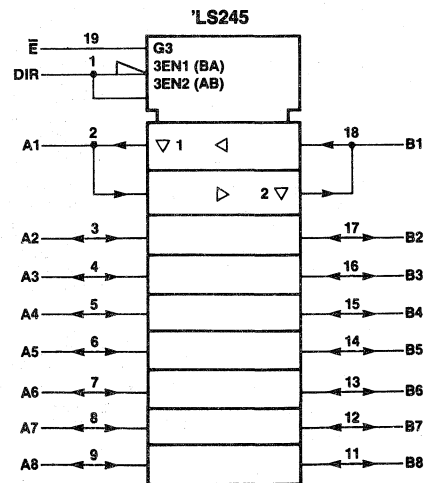 'LS245
E̅ 19 G3
DIR 1 3EN1 (BA)
3EN2 (AB)
A1 2 ▽ 1 ◁ 18 B1
▷ 2 ▽
A2 3 17 B2
A3 4 16 B3
A4 5 15 B4
A5 6 14 B5
A6 7 13 B6
A7 8 12 B7
A8 9 11 B8